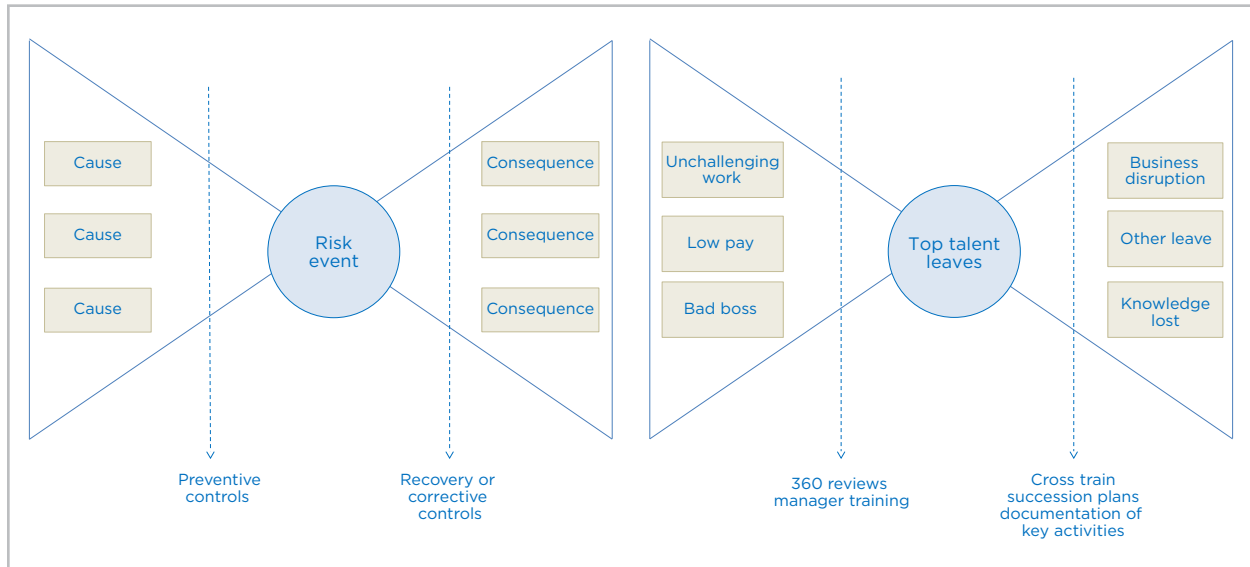 Cause
Cause
Cause
Risk
event
Consequence
Consequence
Consequence
Preventive
controls
Recovery or
corrective
controls
Unchallenging
work
Low pay
Bad boss
Top talent
leaves
Business
disruption
Other leave
Knowledge
lost
360 reviews
manager training
Cross train
succession plans
documentation of
key activities